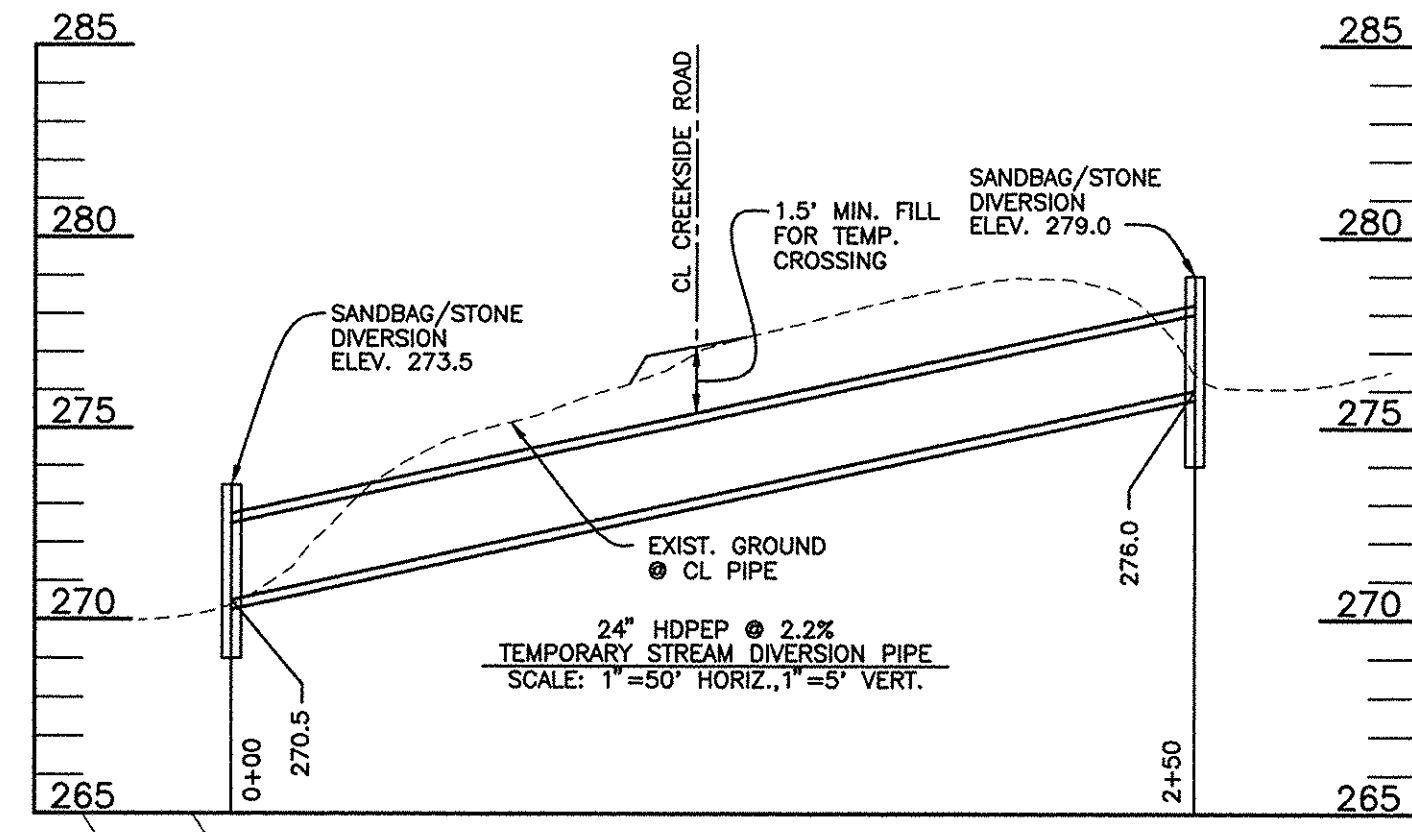 285
285
CL CREEKSIDE ROAD
SANDBAG/STONE
DIVERSION
ELEV. 279.0
1.5' MIN. FILL
FOR TEMP.
CROSSING
280
280
SANDBAG/STONE
DIVERSION
ELEV. 273.5
275
275
EXIST. GROUND
@ CL PIPE
276.0
270
270
24" HDPEP @ 2.2%
TEMPORARY STREAM DIVERSION PIPE
SCALE: 1"=50' HORIZ.,1"=5' VERT.
0+00
270.5
2+50
265
265